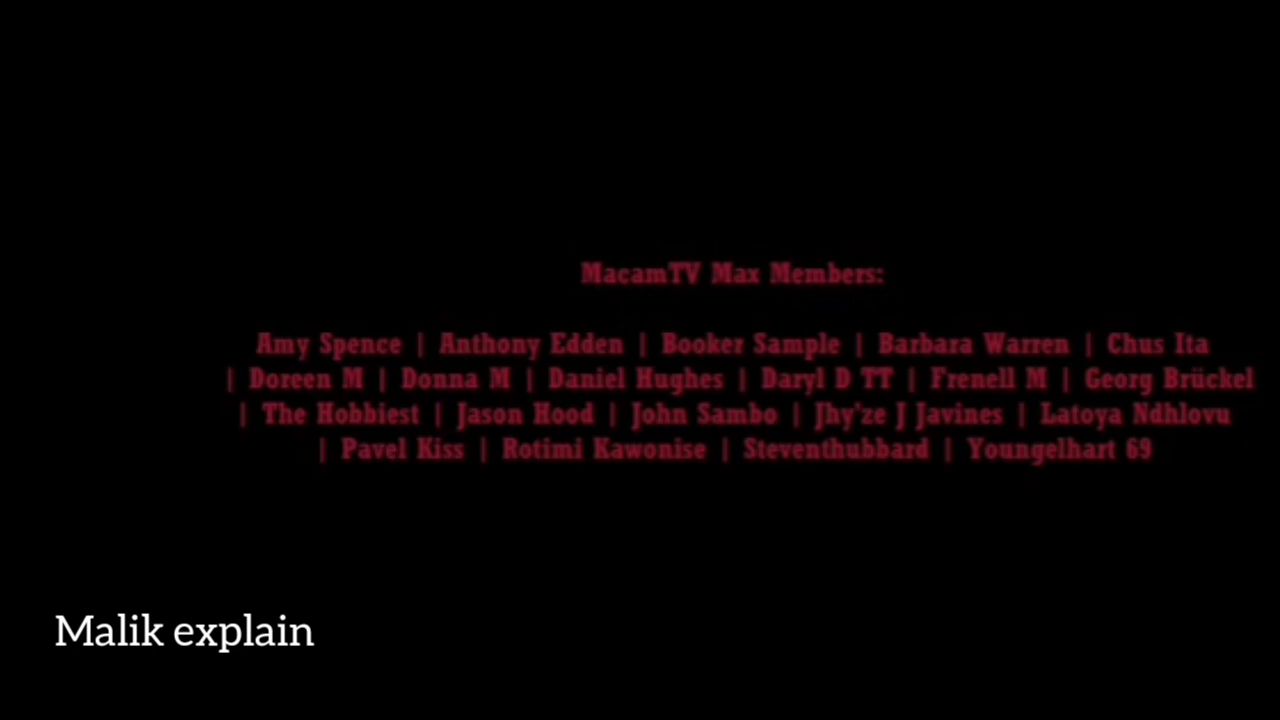 MacamTV Max Members:
Amy Spence | Anthony Edden | Booker Sample | Barbara Warren | Chus Ita
| Doreen M | Donna M | Daniel Hughes | Daryl D TT | Frenell M | Georg Brückel
| The Hobbiest | Jason Hood | John Sambo | Jhy'ze J Javines | Latoya Ndhlovu
| Pavel Kiss | Rotimi Kawonise | Steventhubbard | Youngelhart 69
Malik explain